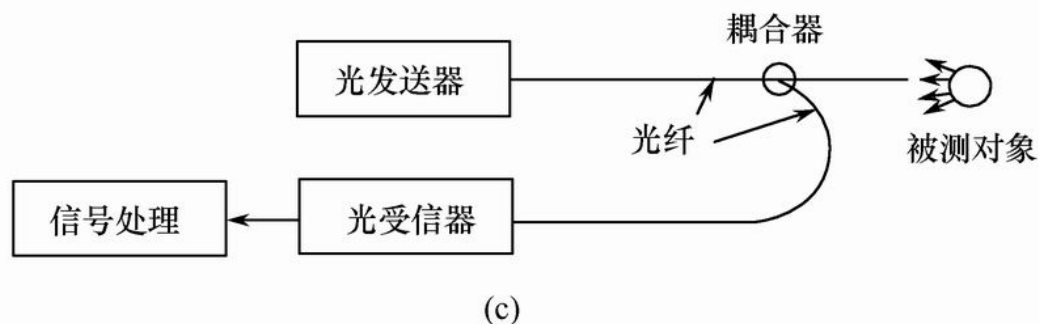 耦合器
光发送器
光纤
被测对象
信号处理
光受信器
(c)